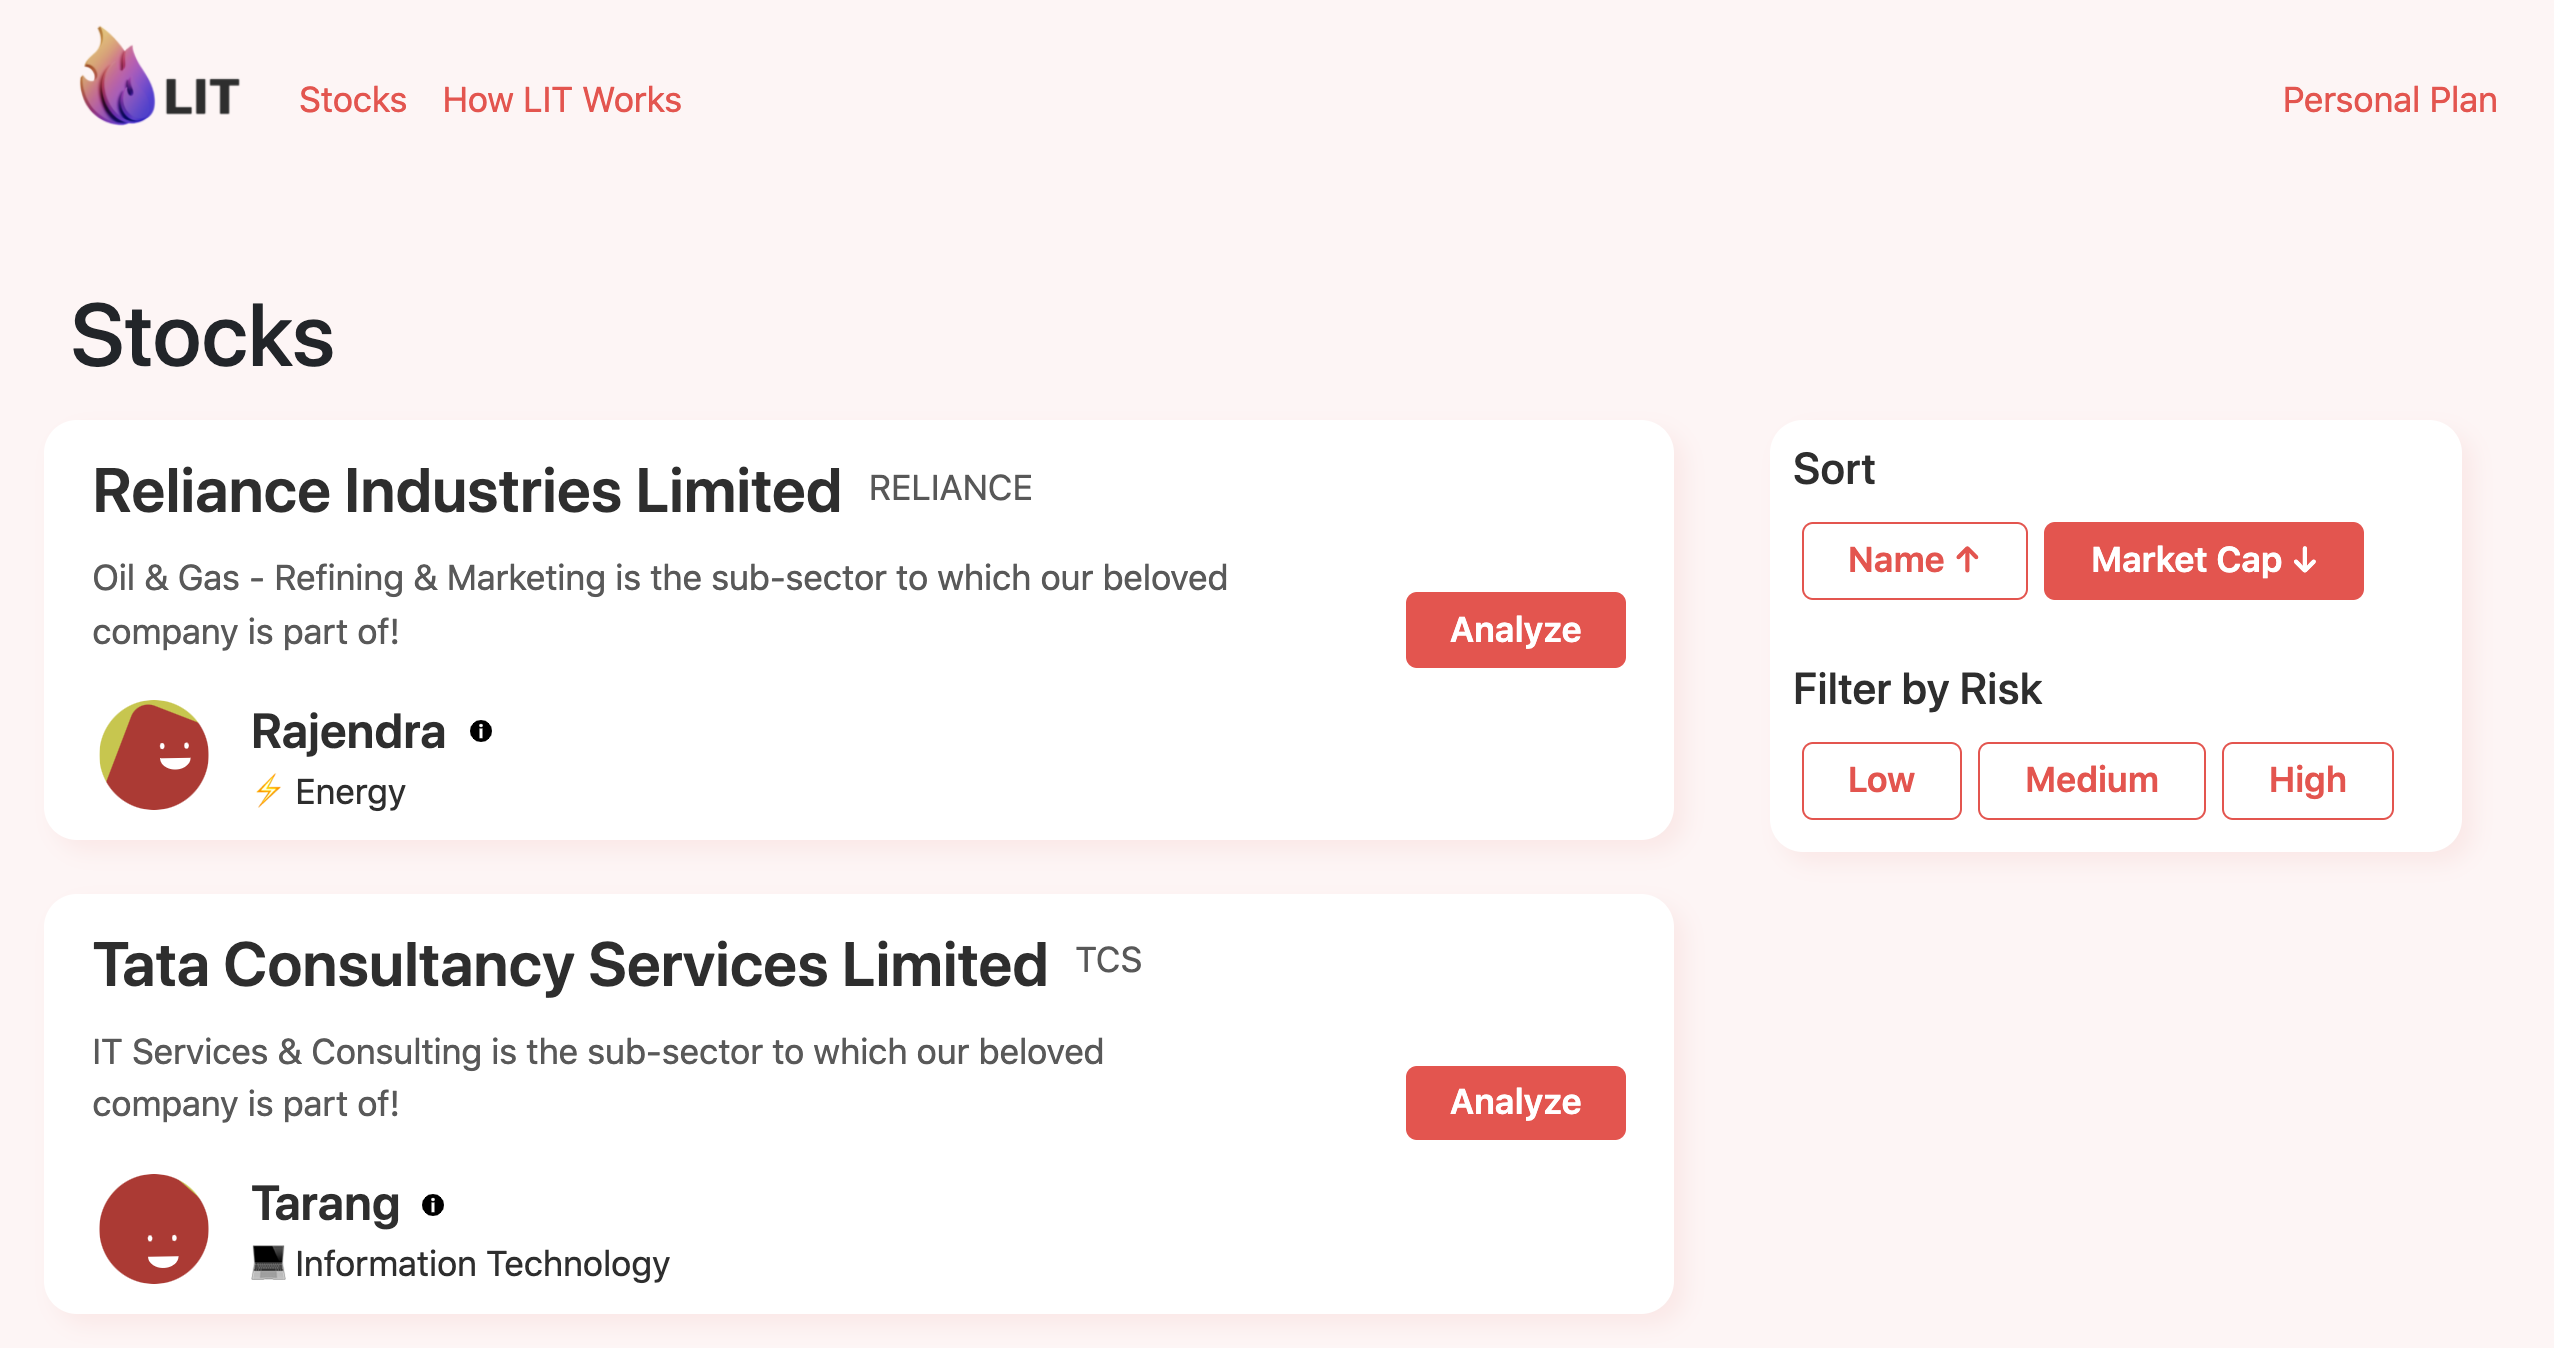 LIT
Stocks
How LIT Works
Personal Plan
Stocks
Reliance Industries Limited RELIANCE
Oil & Gas - Refining & Marketing is the sub-sector to which our beloved
company is part of!
Analyze
Rajendra
⚡ Energy
Sort
Name ↑
Market Cap ↓
Filter by Risk
Low
Medium
High
Tata Consultancy Services Limited TCS
IT Services & Consulting is the sub-sector to which our beloved
company is part of!
Analyze
Tarang
💻 Information Technology